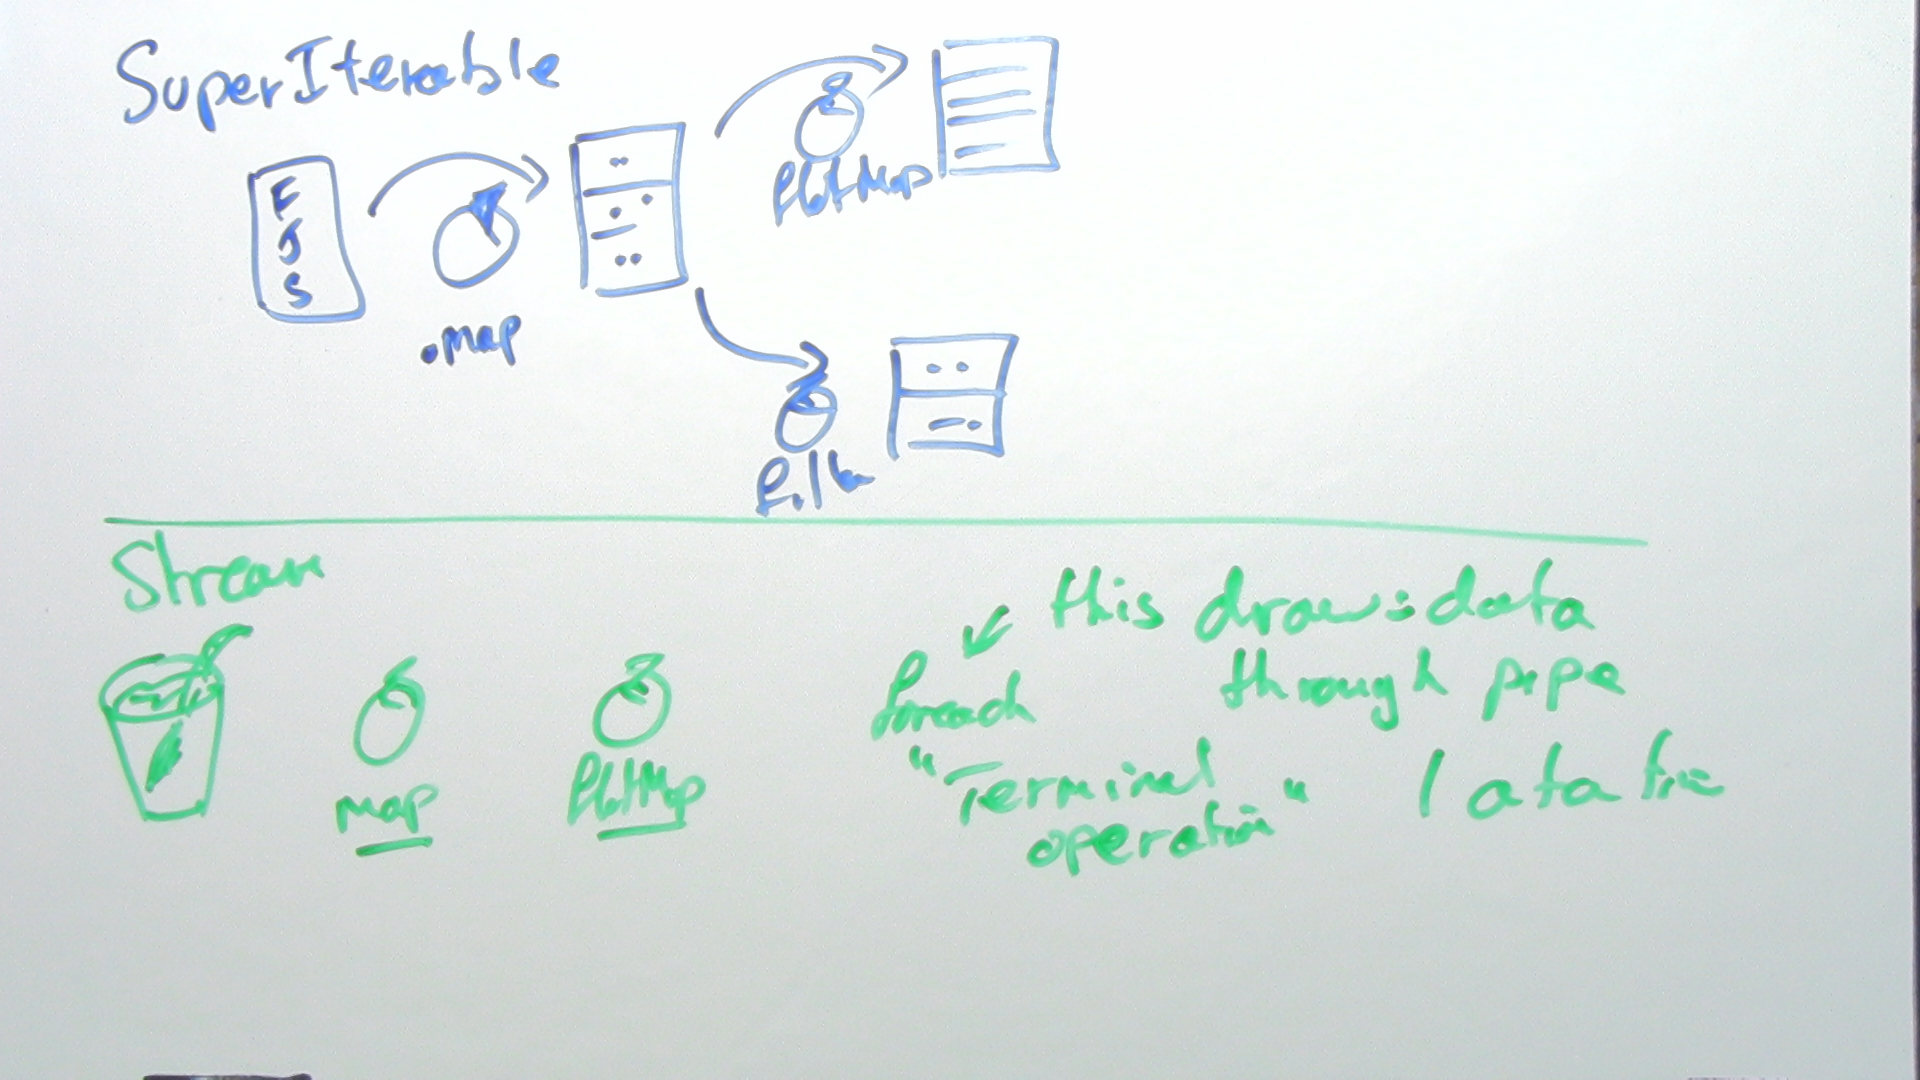 SuperIterable
F
J
S
.map
flatMap
filter
Stream
map
flatMap
foreach
this draws data
through pipe
"Terminal
operation"
1 at a time